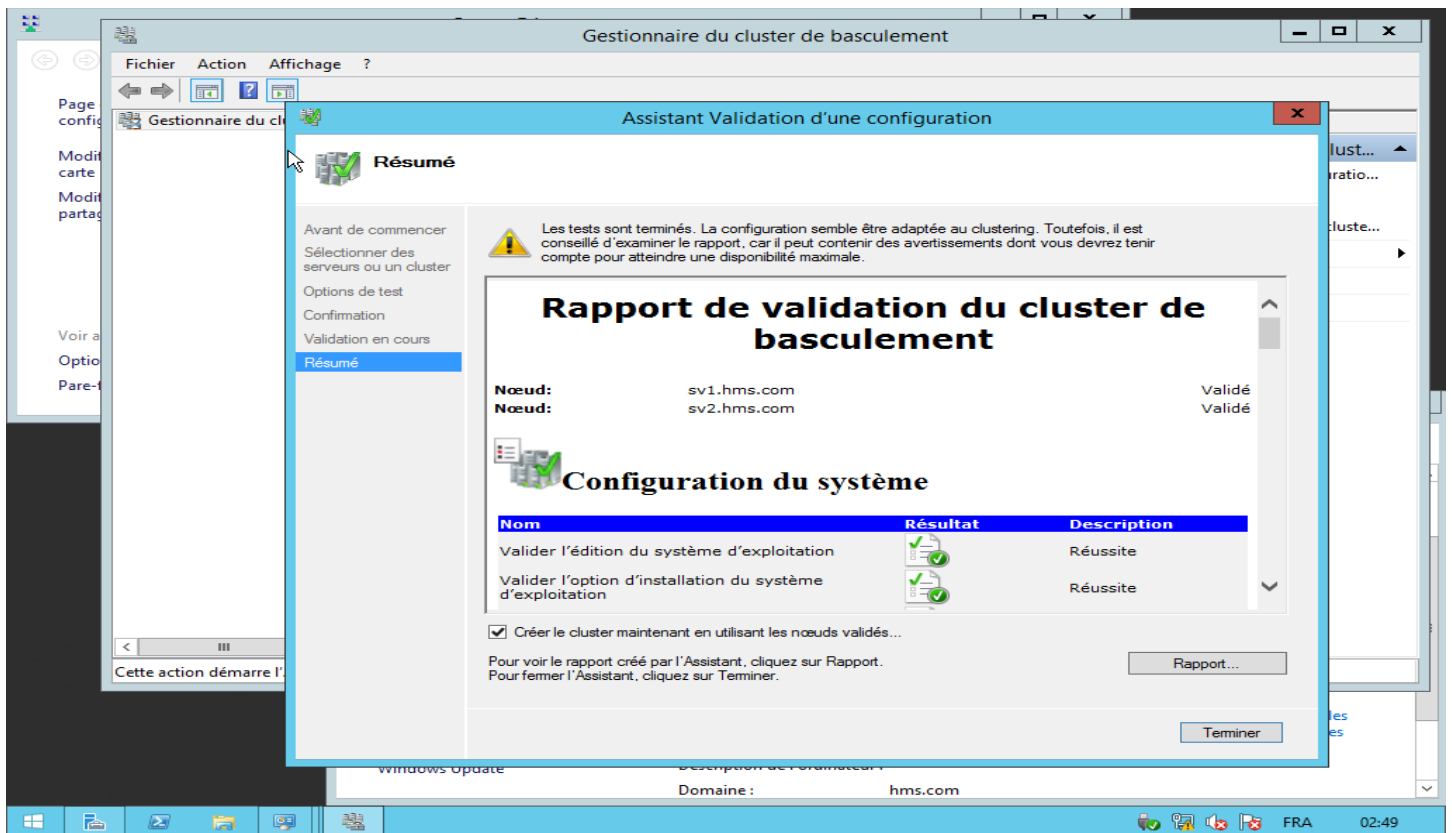 Gestionnaire du cluster de basculement
Fichier Action Affichage ?
Page
config
Modif
carte
Modif
partag
Voir a
Optio
Pare-f
Gestionnaire du cl
Assistant Validation d'une configuration
Résumé
Avant de commencer
Sélectionner des
serveurs ou un cluster
Options de test
Confirmation
Validation en cours
Résumé
Les tests sont terminés. La configuration semble être adaptée au clustering. Toutefois, il est
conseillé d'examiner le rapport, car il peut contenir des avertissements dont vous devrez tenir
compte pour atteindre une disponibilité maximale.
Rapport de validation du cluster de
basculement
Nœud: sv1.hms.com Validé
Nœud: sv2.hms.com Validé
Configuration du système
Nom Résultat Description
Valider l'édition du système d'exploitation Réussite
Valider l'option d'installation du système
d'exploitation Réussite
Créer le cluster maintenant en utilisant les nœuds validés...
Pour voir le rapport créé par l'Assistant, cliquez sur Rapport.
Pour fermer l'Assistant, cliquez sur Terminer.
Rapport...
Terminer
lust...
uratio...
cluste...
Cette action démarre l'
les
es
Windows Update
Domaine : hms.com
FRA 02:49